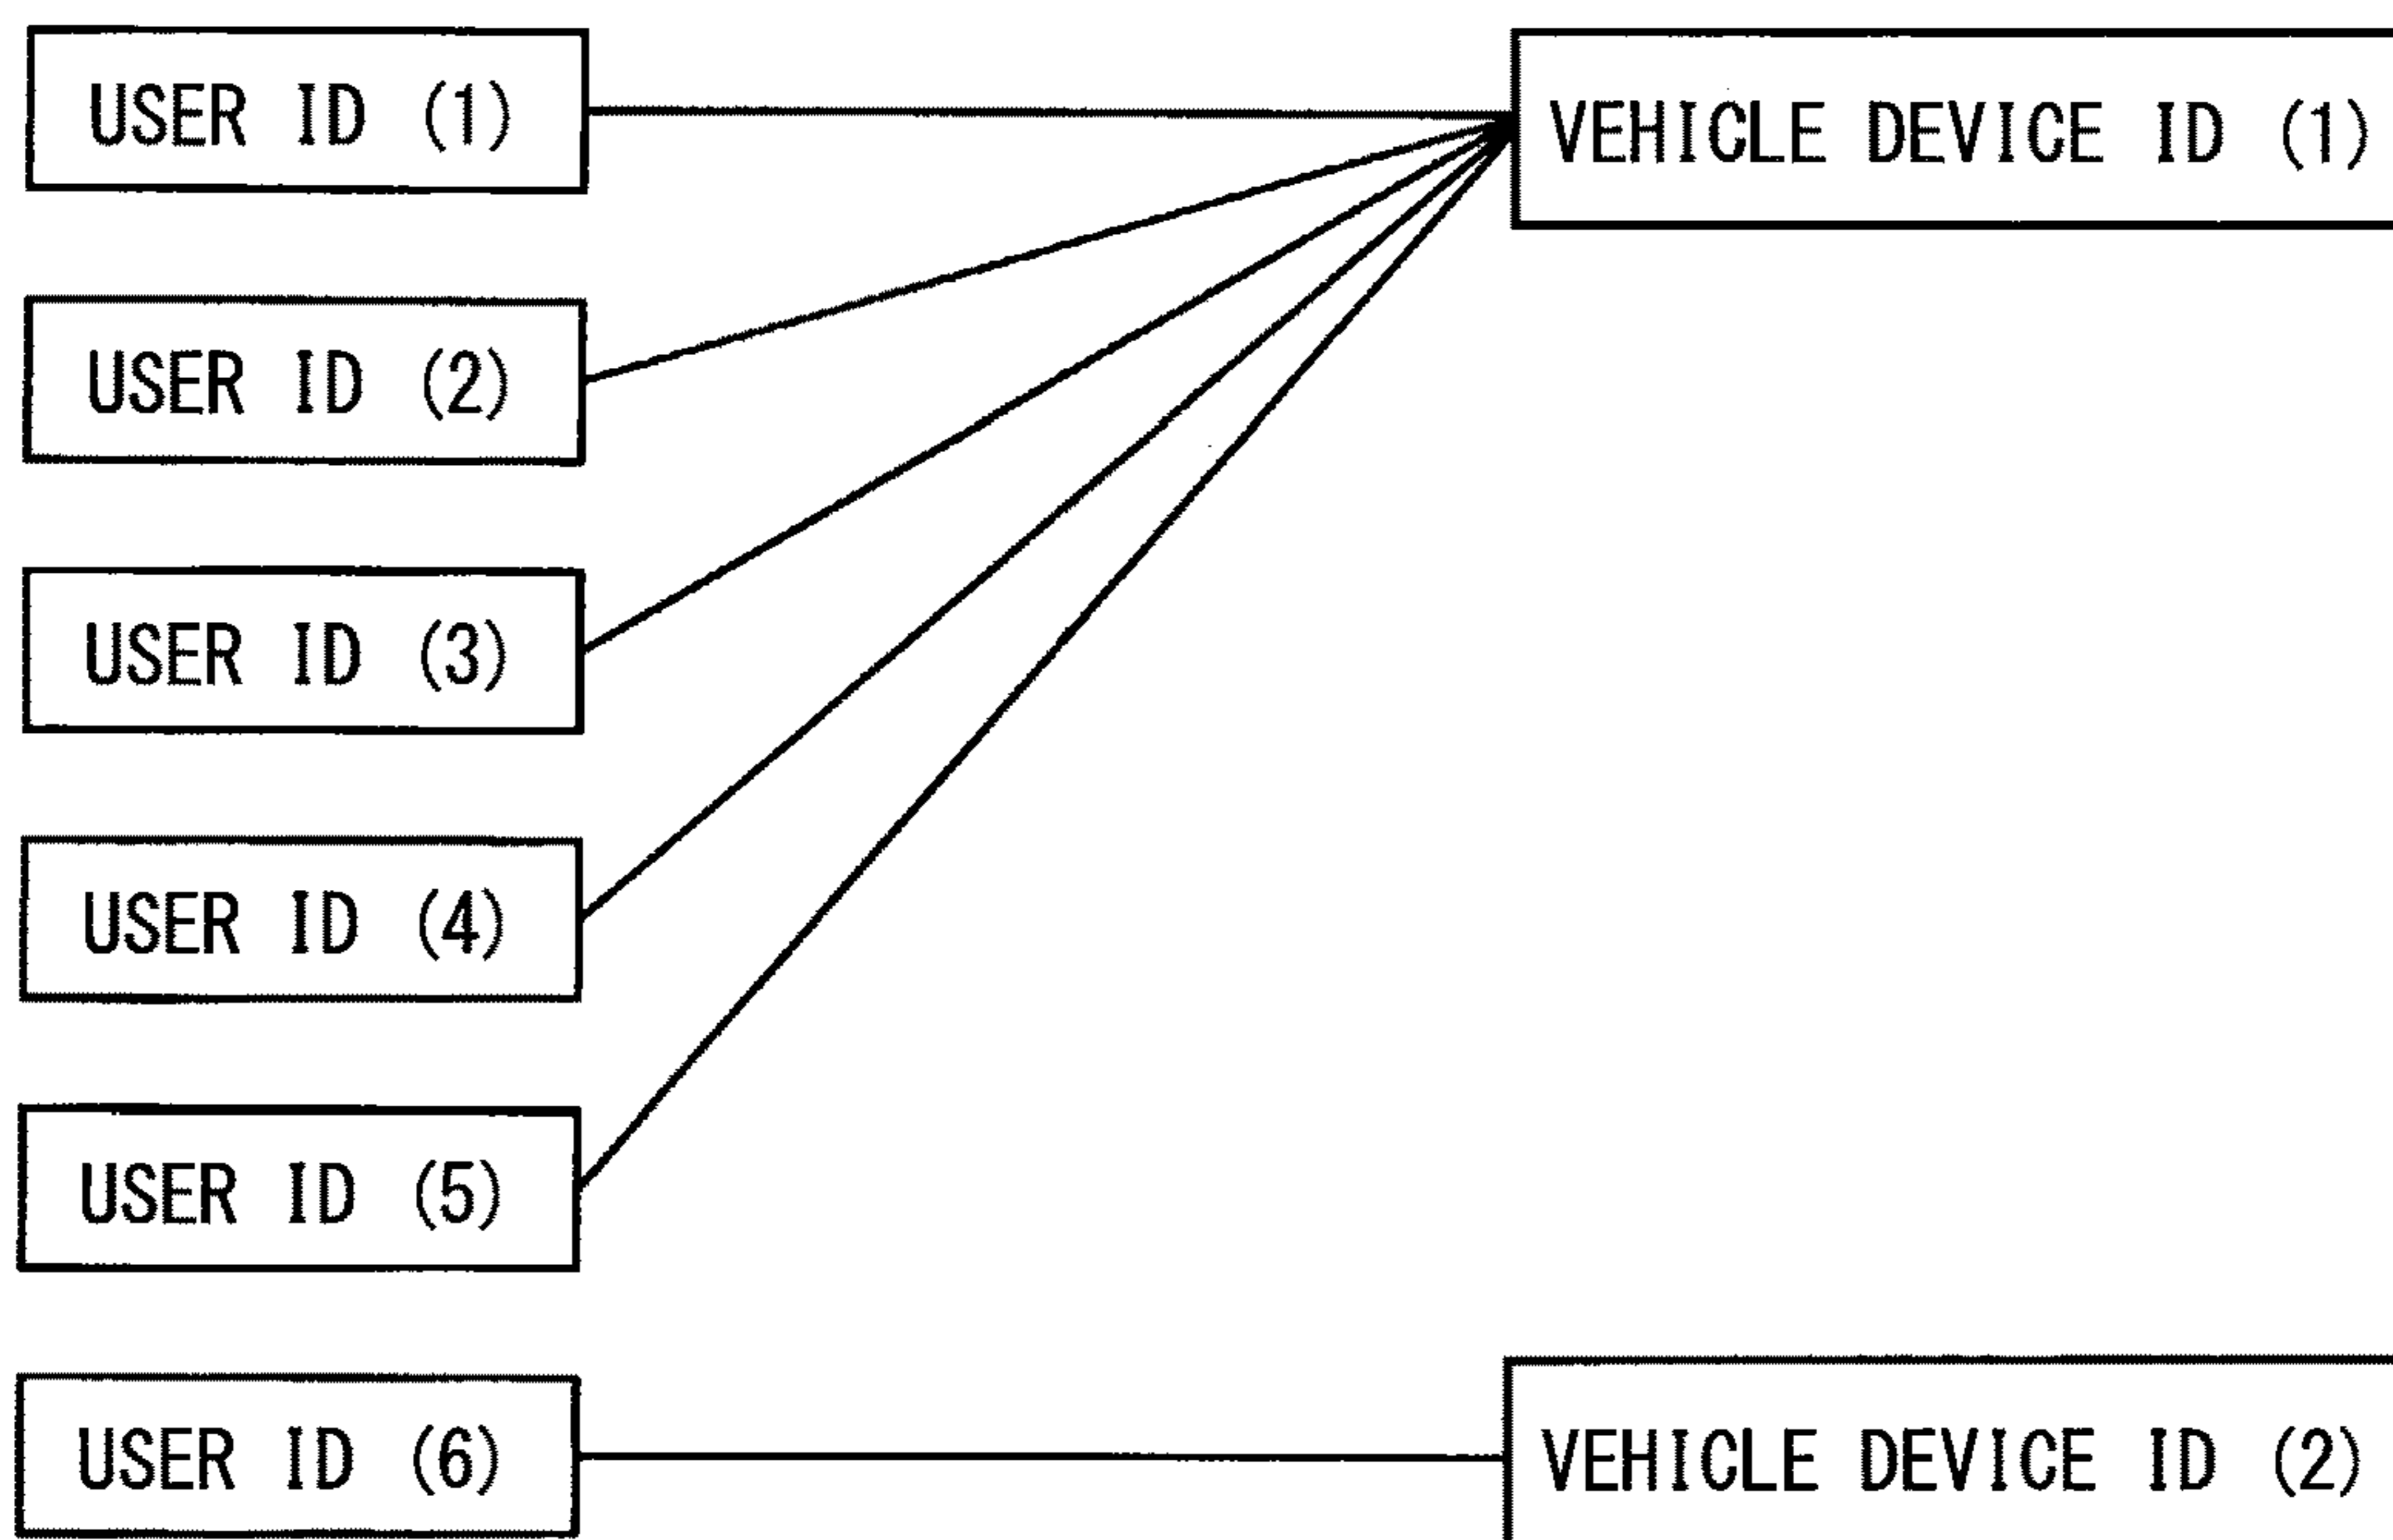 USER ID (1)
VEHICLE DEVICE ID (1)
USER ID (2)
USER ID (3)
USER ID (4)
USER ID (5)
USER ID (6)
VEHICLE DEVICE ID (2)